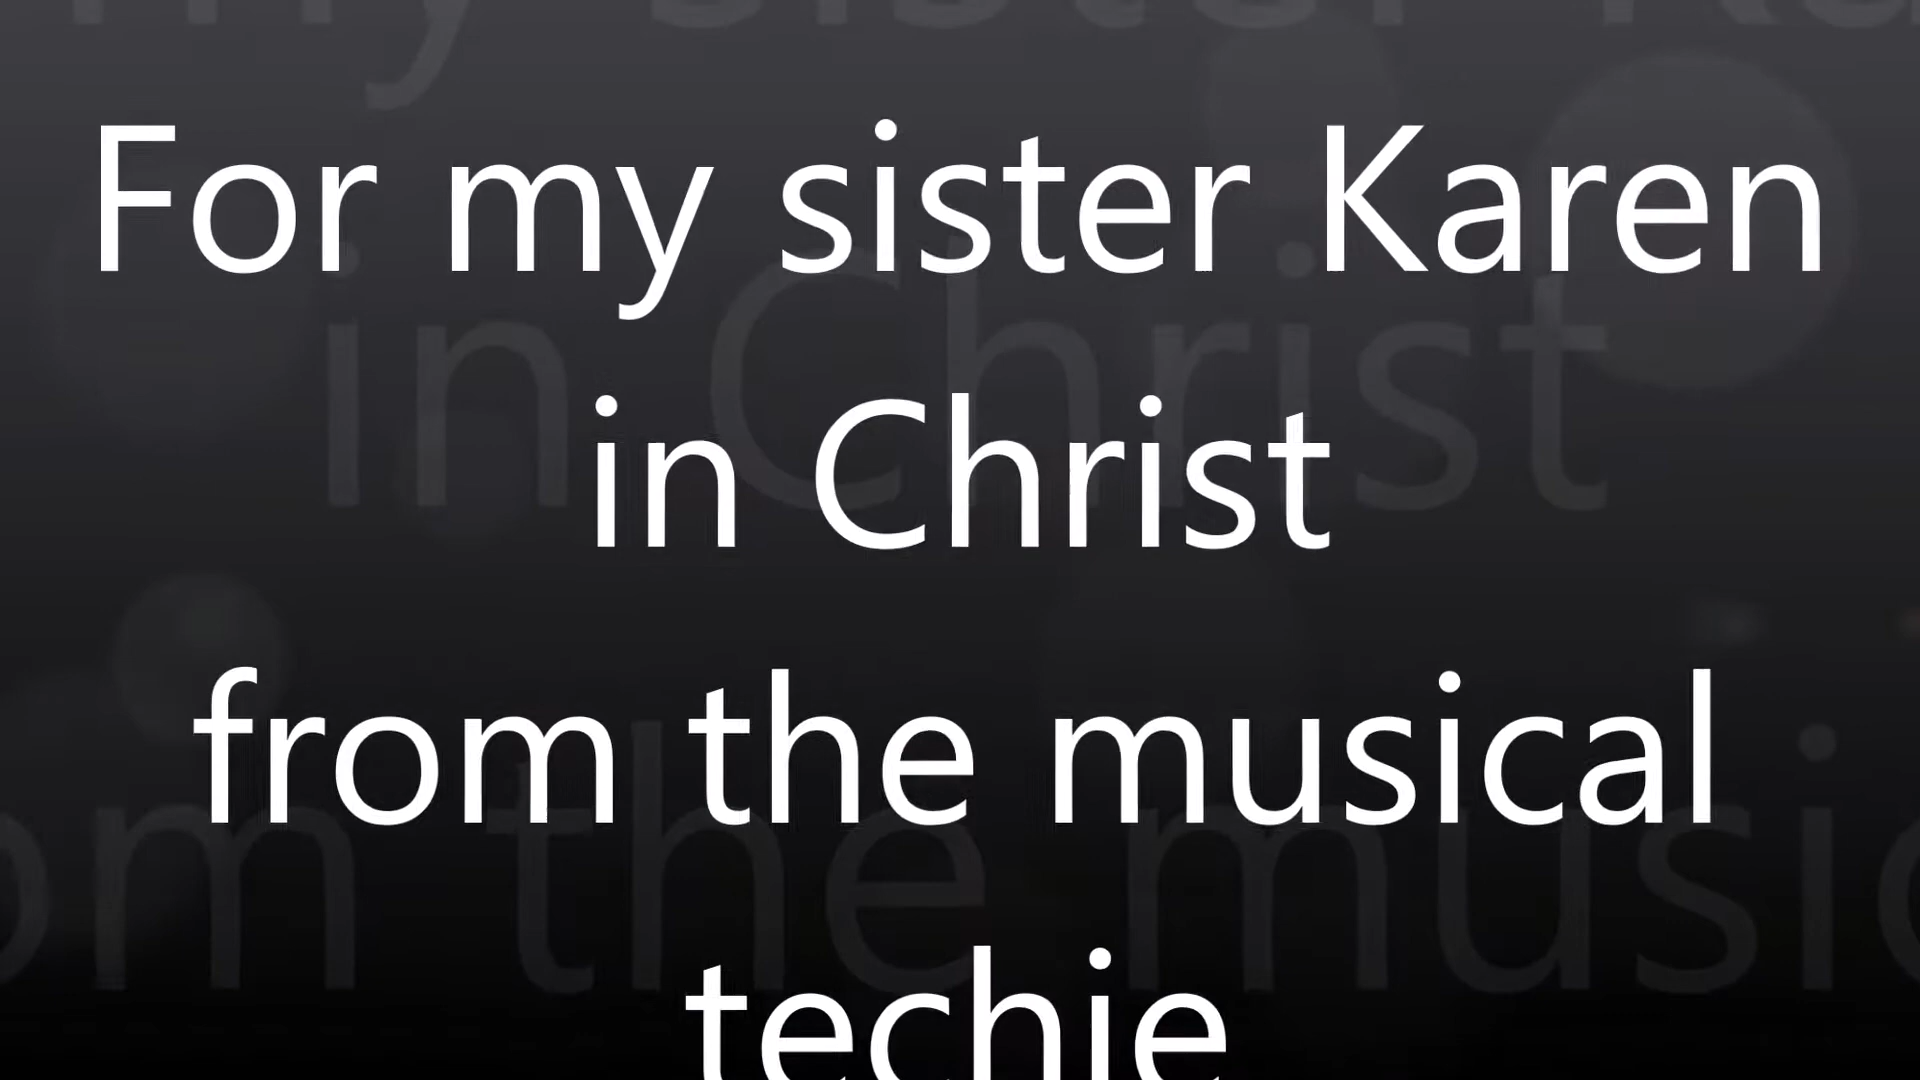 For my sister Karen
in Christ
from the musical
techie